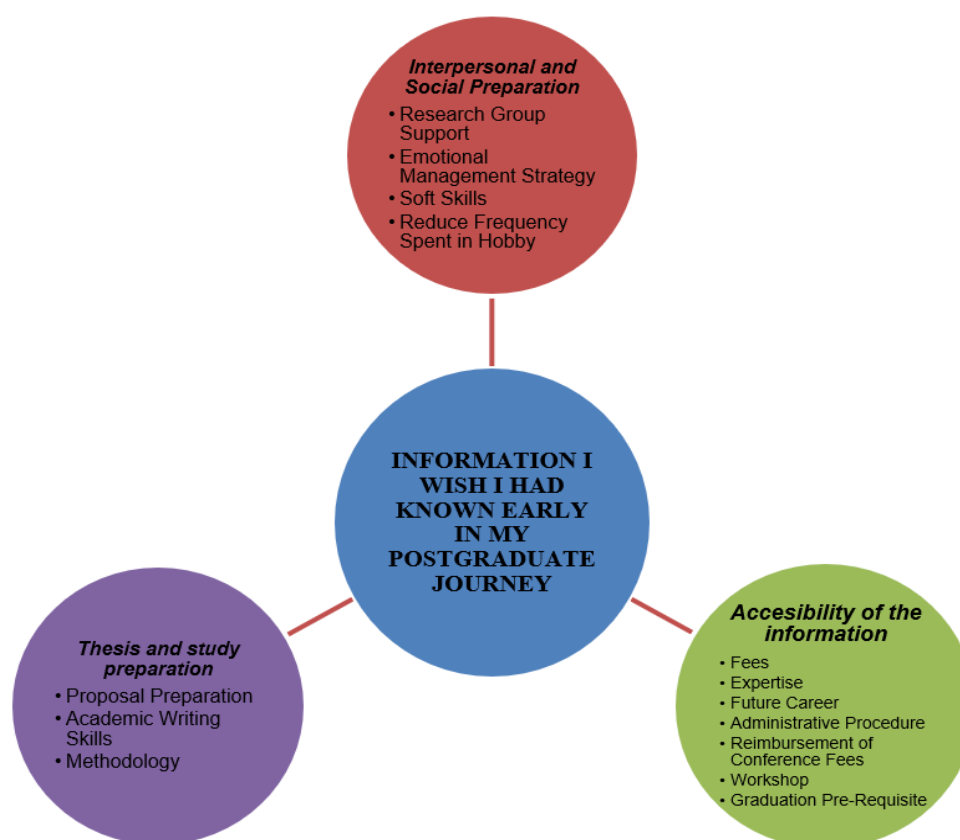 Interpersonal and
Social Preparation
• Research Group
Support
• Emotional
Management Strategy
• Soft Skills
• Reduce Frequency
Spent in Hobby
INFORMATION I
WISH I HAD
KNOWN EARLY
IN MY
POSTGRADUATE
JOURNEY
Thesis and study
preparation
• Proposal Preparation
• Academic Writing
Skills
• Methodology
Accesibility of the
information
• Fees
• Expertise
• Future Career
• Administrative Procedure
• Reimbursement of
Conference Fees
• Workshop
• Graduation Pre-Requisite